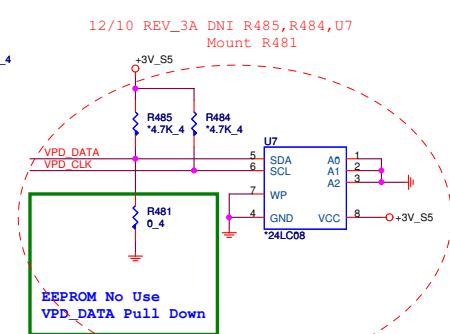 12/10 REV_3A DNI R485,R484,U7
Mount R481
_4
+3V_S5
R485
*4.7K_4
R484
*4.7K_4
U7
VPD_DATA
VPD_CLK
5
6
7
4
SDA
SCL
WP
GND
A0
A1
A2
VCC
1
2
3
8
+3V_S5
*24LC08
R481
0_4
EEPROM No Use
VPD_DATA Pull Down